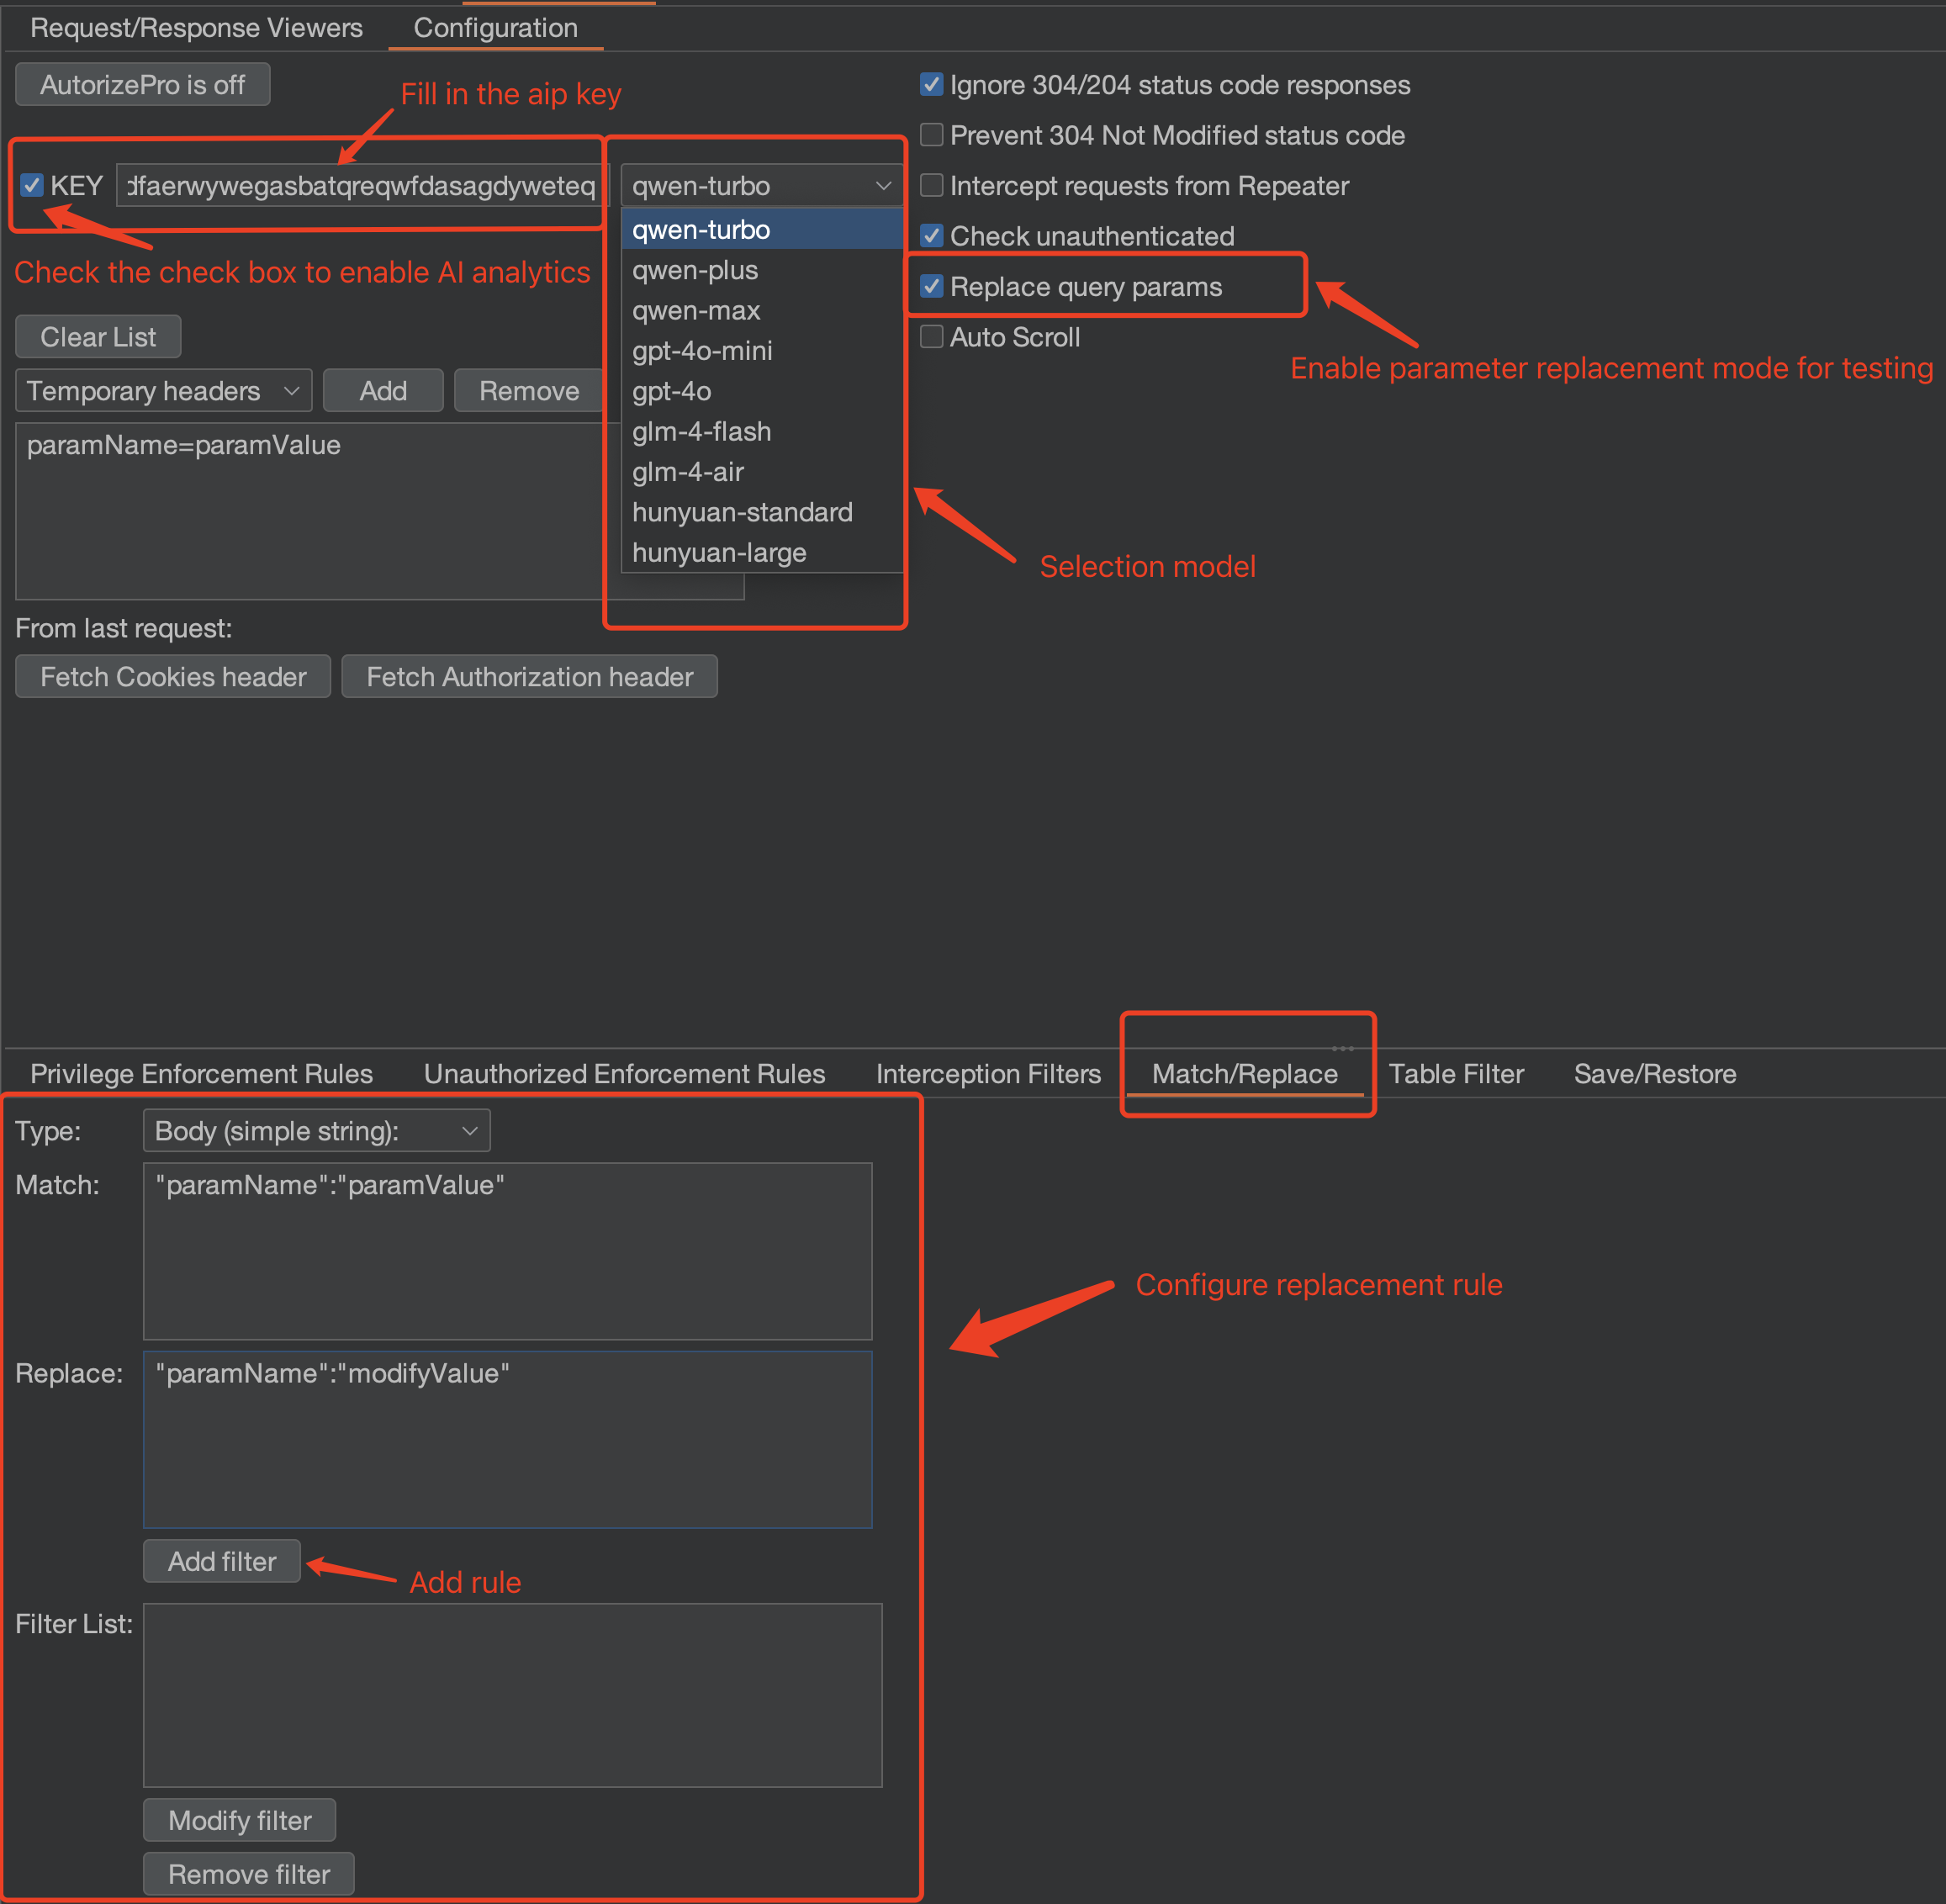 Request/Response Viewers
Configuration
AutorizePro is off
Fill in the aip key
KEY
dfaerwywegasbatqreqwfdasagdyweteq
qwen-turbo
qwen-turbo
qwen-plus
qwen-max
gpt-4o-mini
gpt-4o
glm-4-flash
glm-4-air
hunyuan-standard
hunyuan-large
Check the check box to enable AI analytics
Ignore 304/204 status code responses
Prevent 304 Not Modified status code
Intercept requests from Repeater
Check unauthenticated
Replace query params
Auto Scroll
Enable parameter replacement mode for testing
Selection model
Clear List
Temporary headers
Add
Remove
paramName=paramValue
From last request:
Fetch Cookies header
Fetch Authorization header
Privilege Enforcement Rules
Unauthorized Enforcement Rules
Interception Filters
Match/Replace
Table Filter
Save/Restore
Type:
Body (simple string):
Match:
"paramName":"paramValue"
Configure replacement rule
Replace:
"paramName":"modifyValue"
Add filter
Add rule
Filter List:
Modify filter
Remove filter